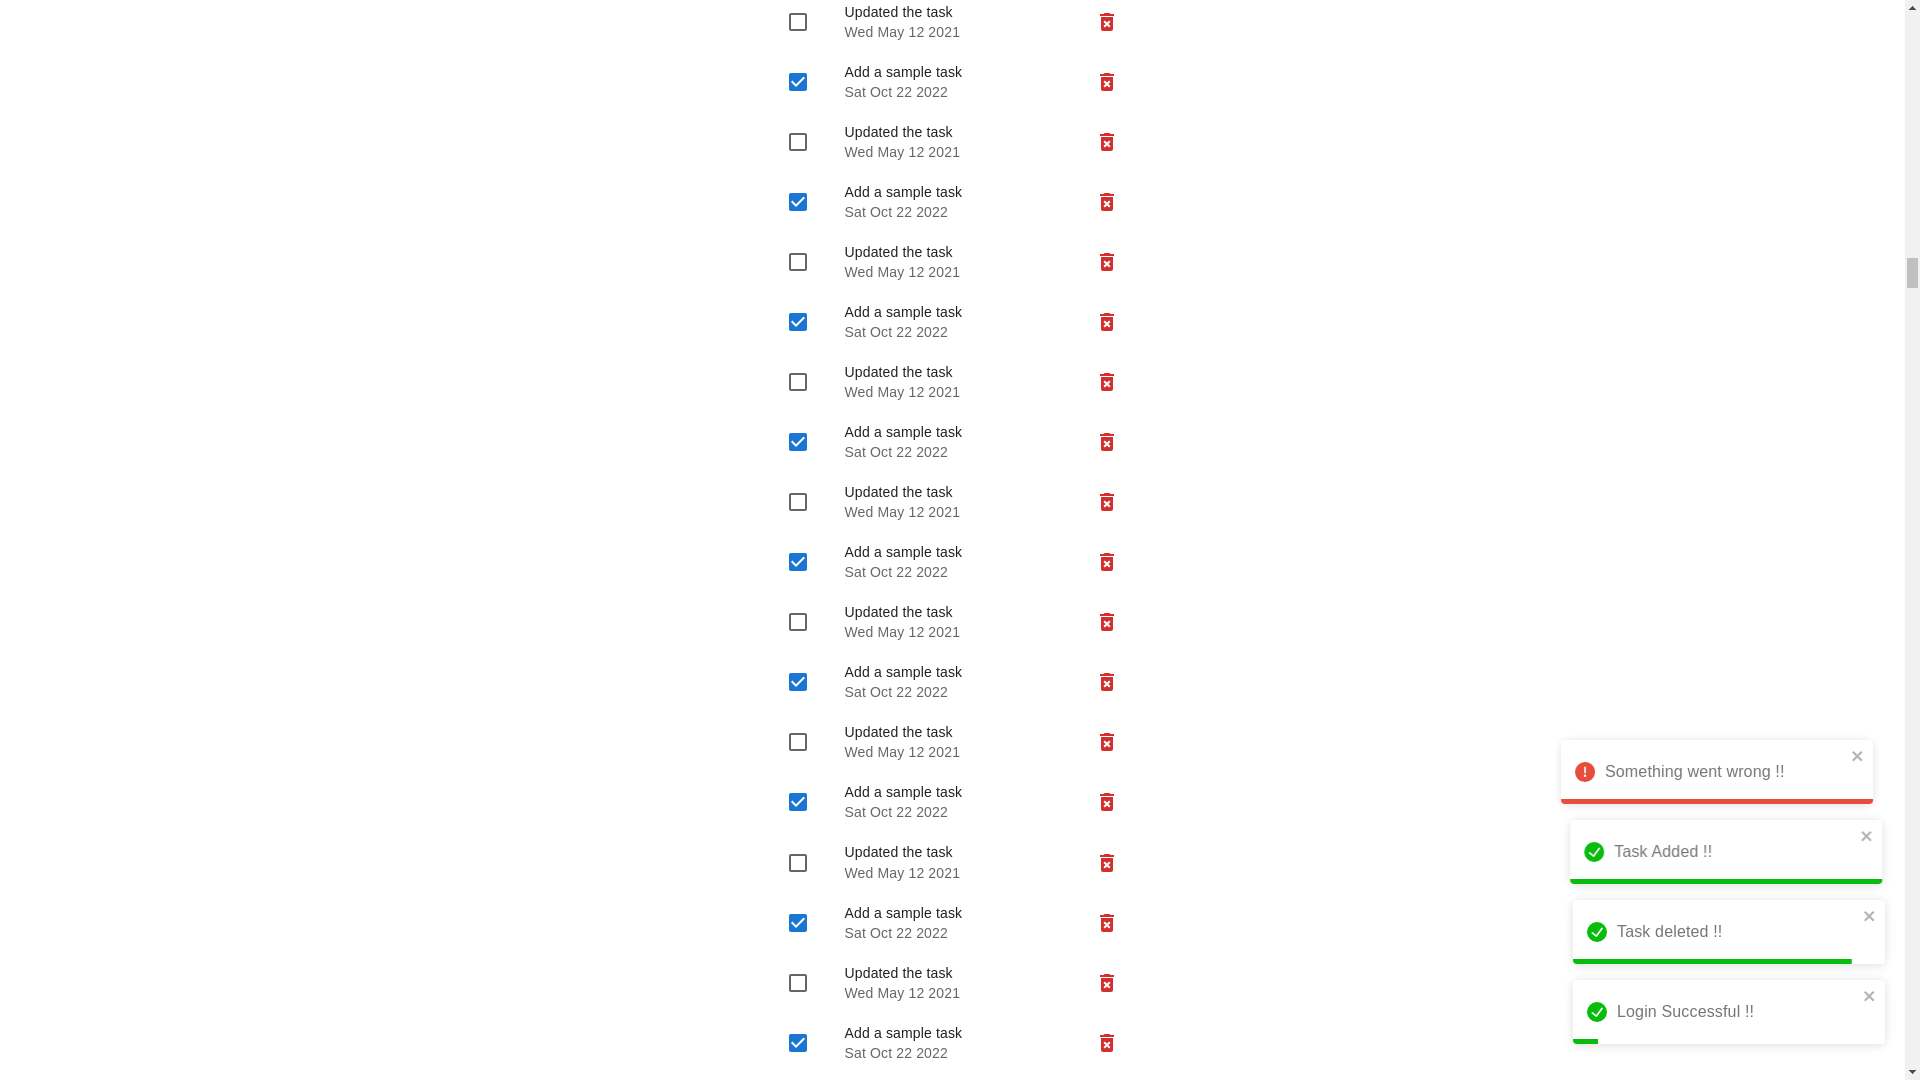 Updated the task
Wed May 12 2021
Add a sample task
Sat Oct 22 2022
Updated the task
Wed May 12 2021
Add a sample task
Sat Oct 22 2022
Updated the task
Wed May 12 2021
Add a sample task
Sat Oct 22 2022
Updated the task
Wed May 12 2021
Add a sample task
Sat Oct 22 2022
Updated the task
Wed May 12 2021
Add a sample task
Sat Oct 22 2022
Updated the task
Wed May 12 2021
Add a sample task
Sat Oct 22 2022
Updated the task
Wed May 12 2021
Add a sample task
Sat Oct 22 2022
Updated the task
Wed May 12 2021
Add a sample task
Sat Oct 22 2022
Updated the task
Wed May 12 2021
Add a sample task
Sat Oct 22 2022
Something went wrong !!
Task Added !!
Task deleted !!
Login Successful !!